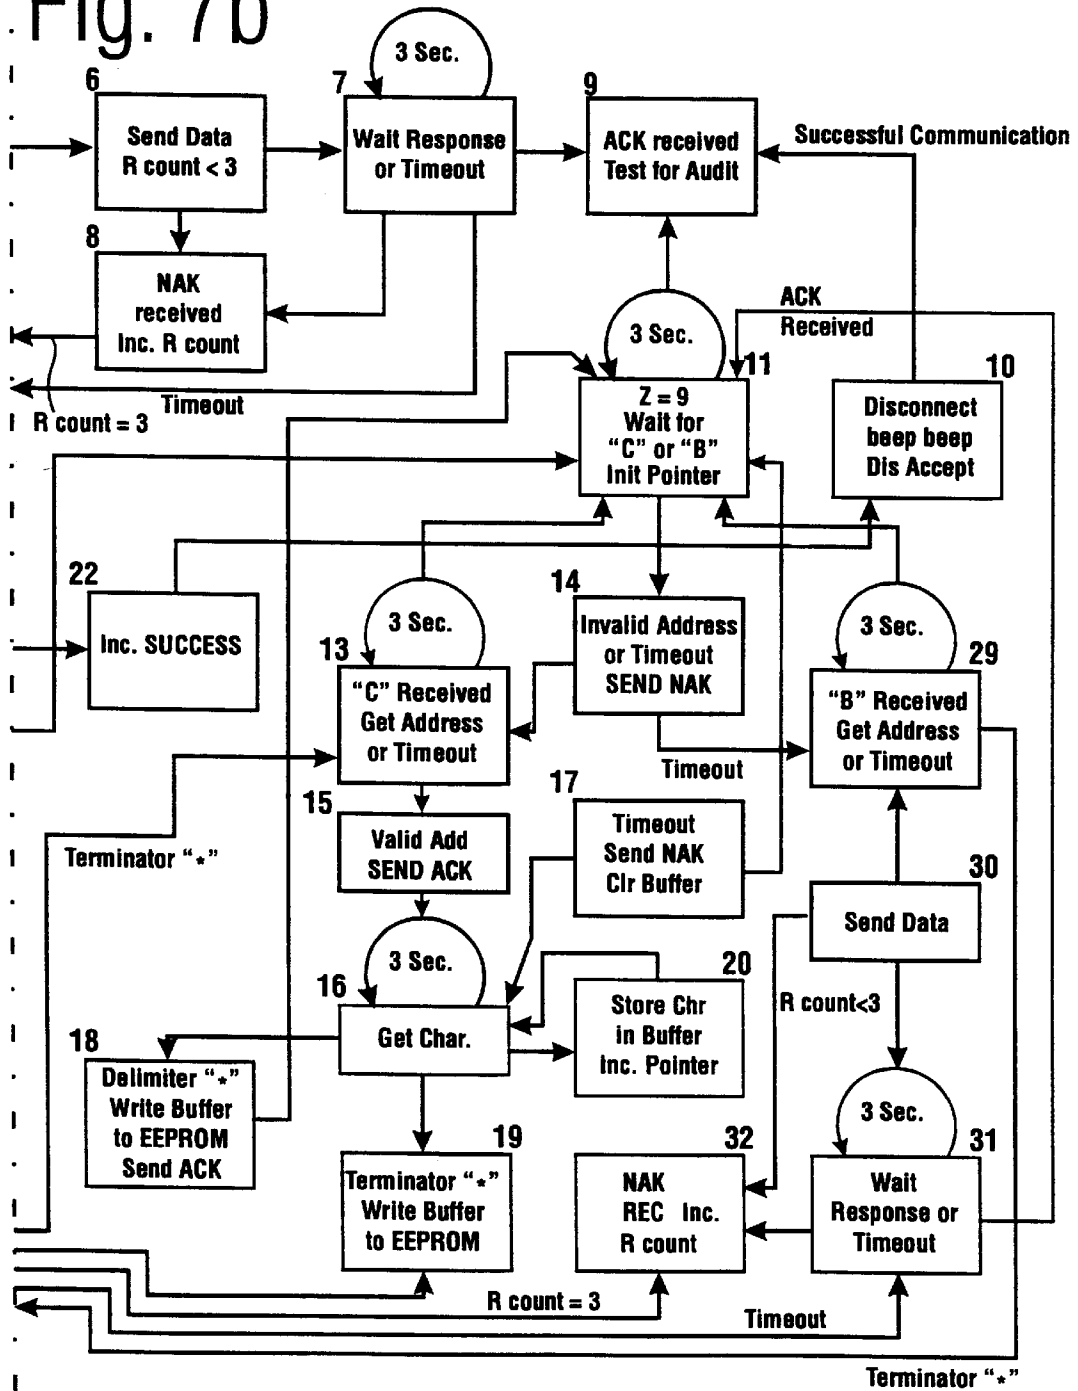 Fig. 7b
3 Sec.
6
7
9
Send Data
R count < 3
Wait Response
or Timeout
ACK received
Test for Audit
Successful Communication
8
NAK
received
Inc. R count
3 Sec.
ACK
Received
11
10
Timeout
R count = 3
Z = 9
Wait for
“C” or “B”
Init Pointer
Disconnect
beep beep
Dis Accept
22
Inc. SUCCESS
3 Sec.
14
3 Sec.
13
Invalid Address
or Timeout
SEND NAK
29
“C” Received
Get Address
or Timeout
“B” Received
Get Address
or Timeout
Timeout
15
17
Terminator “*”
Valid Add
SEND ACK
Timeout
Send NAK
Clr Buffer
30
Send Data
3 Sec.
16
20
Get Char.
Store Chr
in Buffer
Inc. Pointer
R count<3
18
Delimiter “*”
Write Buffer
to EEPROM
Send ACK
3 Sec.
19
32
31
Terminator “*”
Write Buffer
to EEPROM
NAK
REC Inc.
R count
Wait
Response or
Timeout
R count = 3
Timeout
Terminator “*”